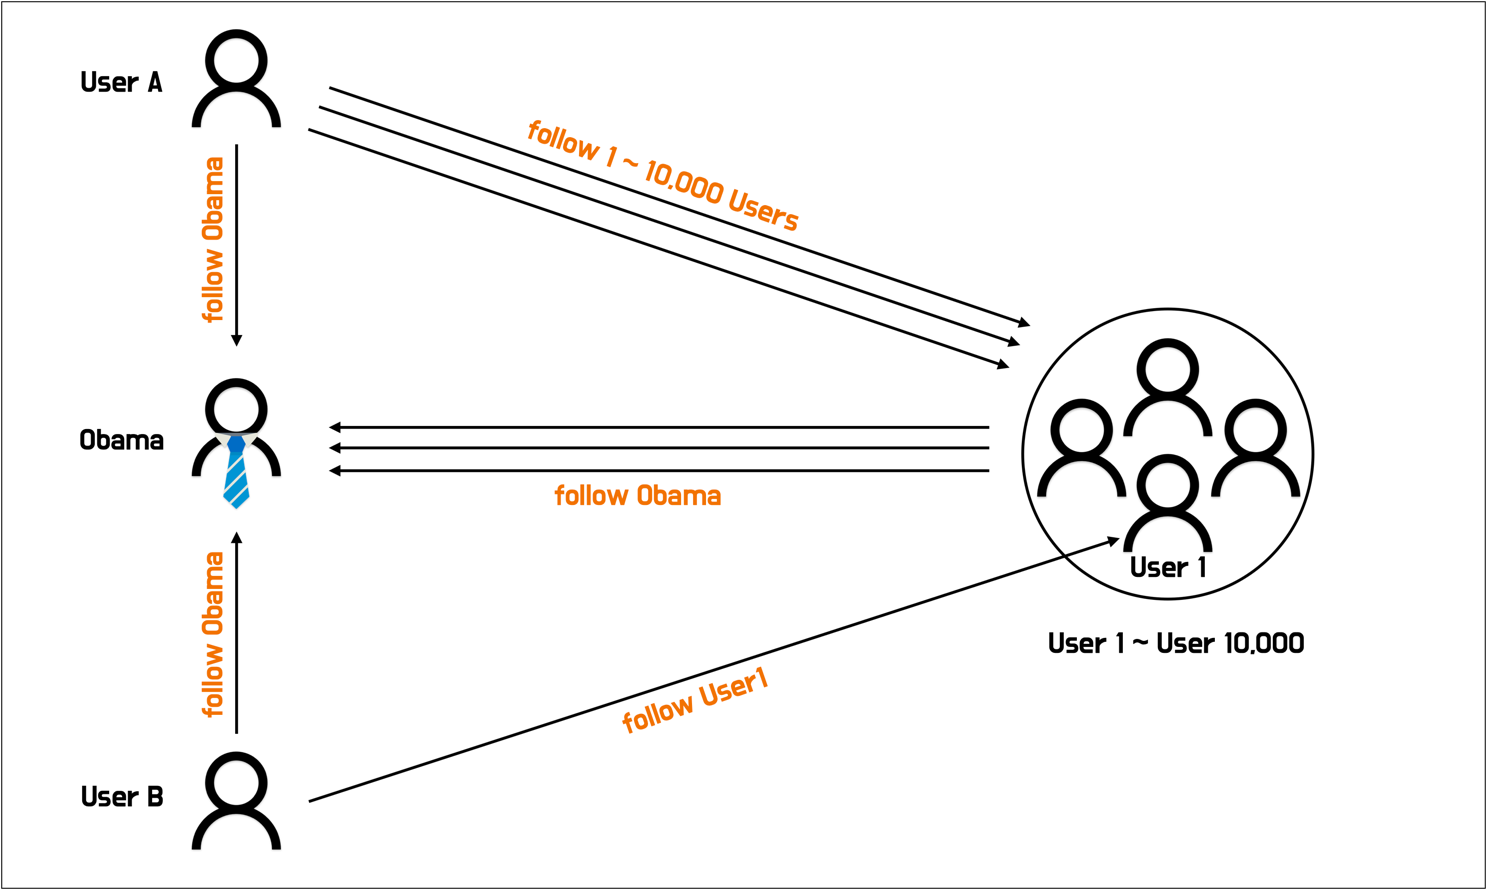 User A
follow 1 ~ 10,000 Users
follow Obama
Obama
follow Obama
User 1
User 1 ~ User 10,000
follow Obama
follow User1
User B